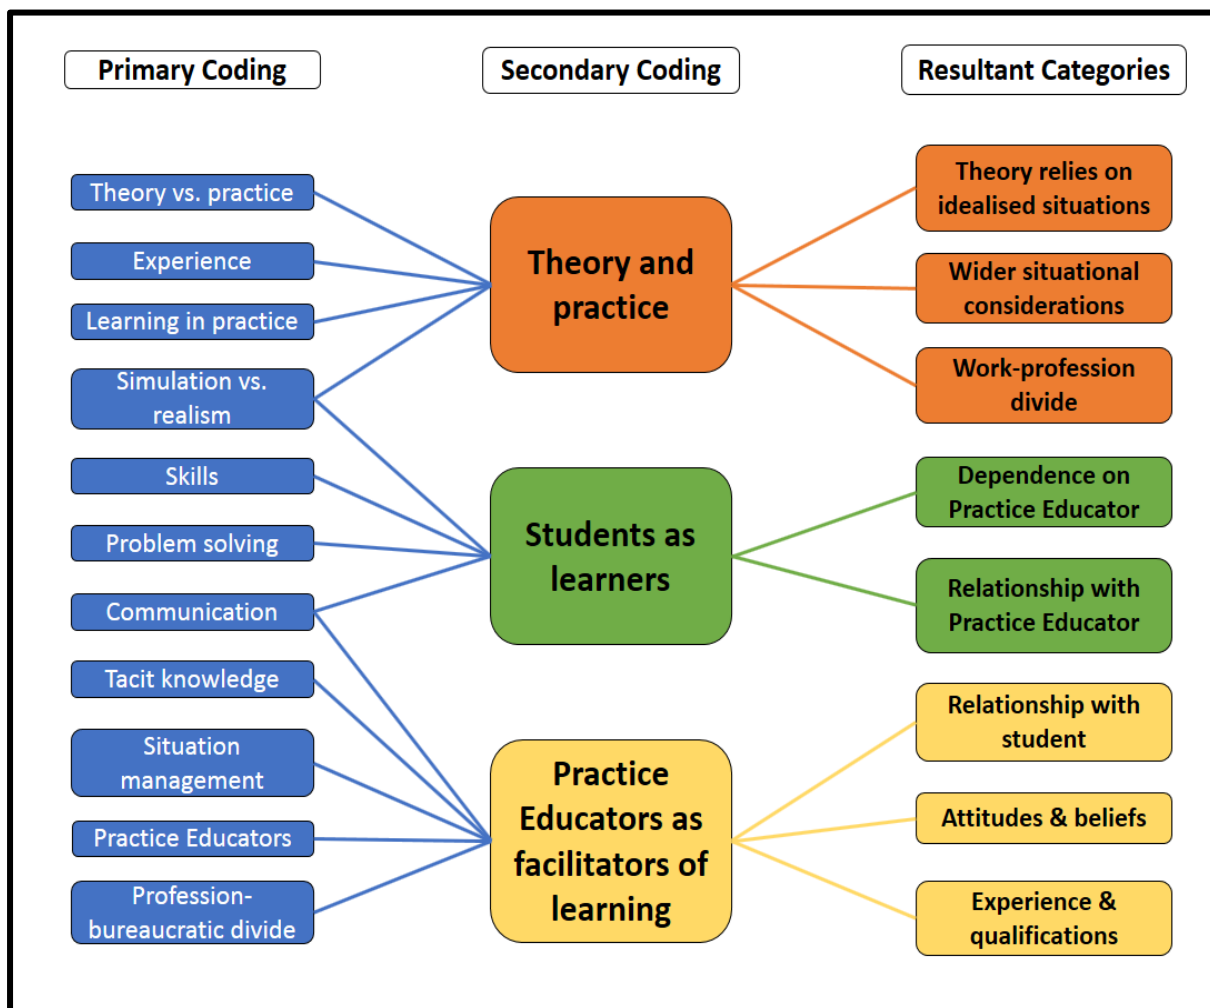 Primary Coding
Secondary Coding
Resultant Categories
Theory vs. practice
Experience
Learning in practice
Simulation vs.
realism
Skills
Problem solving
Communication
Tacit knowledge
Situation
management
Practice Educators
Profession-
bureaucratic divide
Theory and
practice
Students as
learners
Practice
Educators as
facilitators of
learning
Theory relies on
idealised situations
Wider situational
considerations
Work-profession
divide
Dependence on
Practice Educator
Relationship with
Practice Educator
Relationship with
student
Attitudes & beliefs
Experience &
qualifications